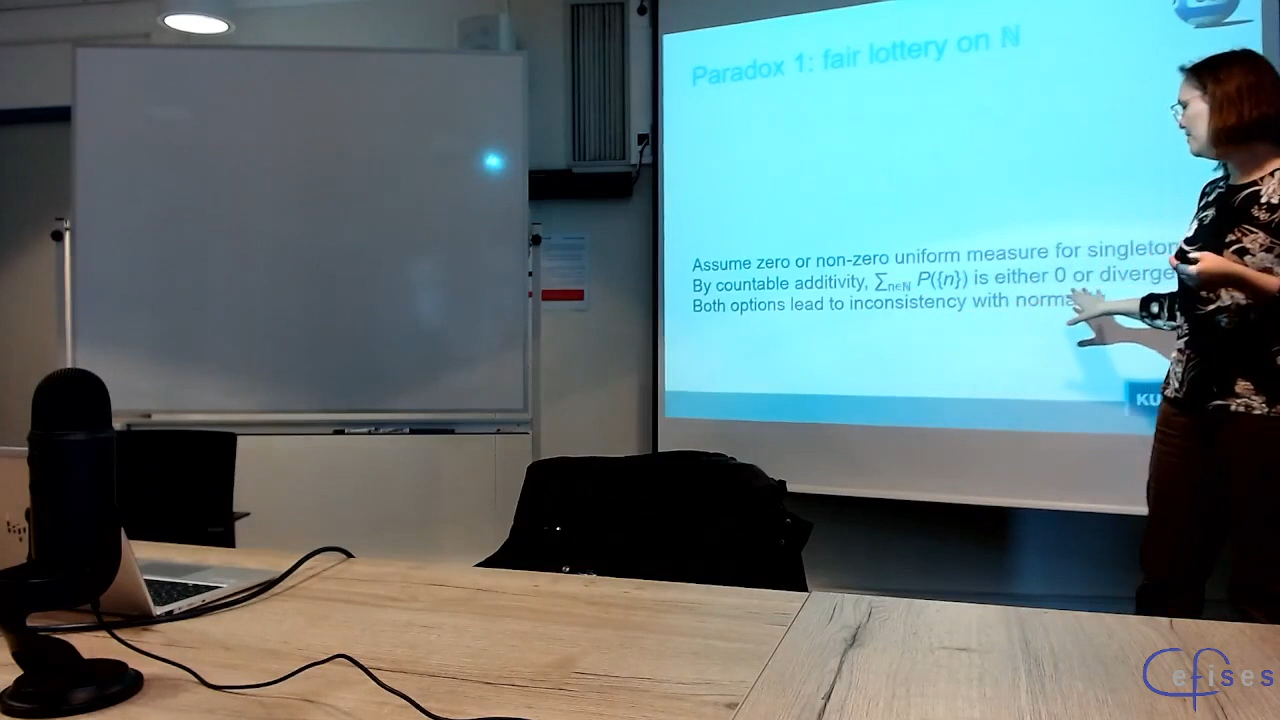 Paradox 1: fair lottery on ℕ
Assume zero or non-zero uniform measure for singleton
By countable additivity, ∑n∈ℕ P({n}) is either 0 or diverge
Both options lead to inconsistency with norma
KU
efises